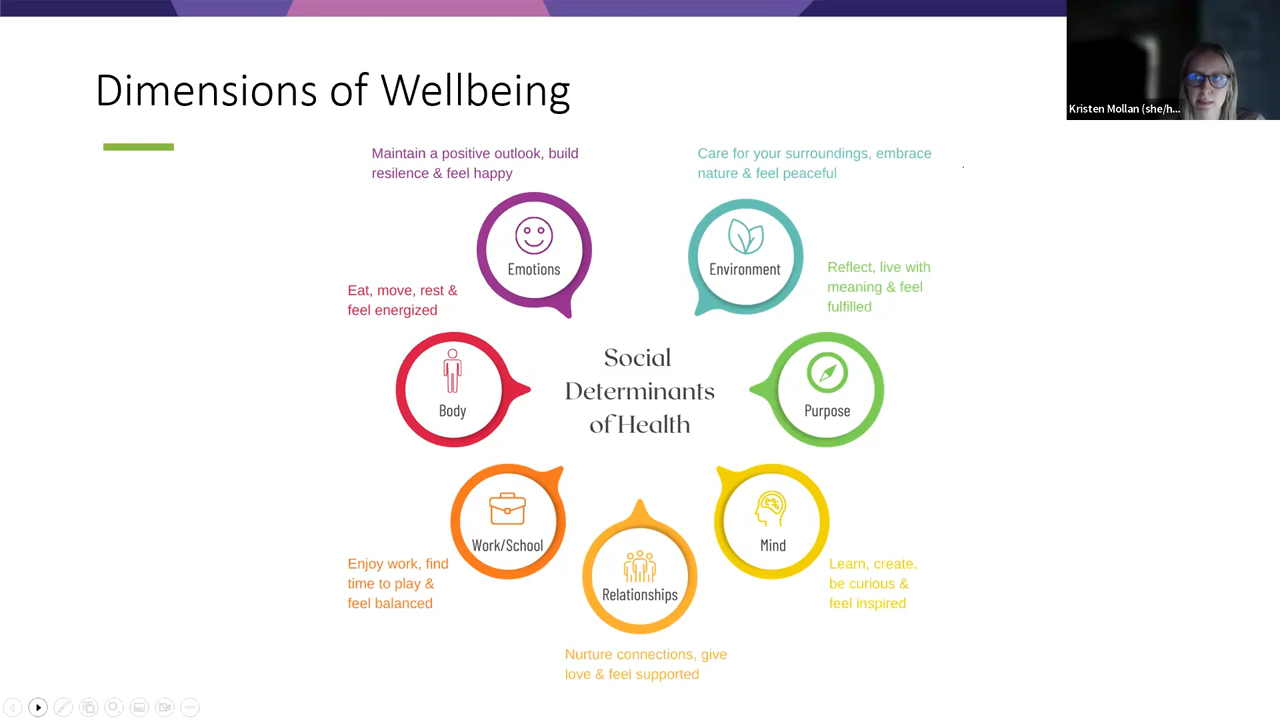 Dimensions of Wellbeing
Kristen Mollan (she/h...
Maintain a positive outlook, build
resilence & feel happy
Care for your surroundings, embrace
nature & feel peaceful
Emotions
Environment
Reflect, live with
meaning & feel
fulfilled
Eat, move, rest &
feel energized
Body
Social
Determinants
of Health
Purpose
Work/School
Mind
Relationships
Enjoy work, find
time to play &
feel balanced
Learn, create,
be curious &
feel inspired
Nurture connections, give
love & feel supported